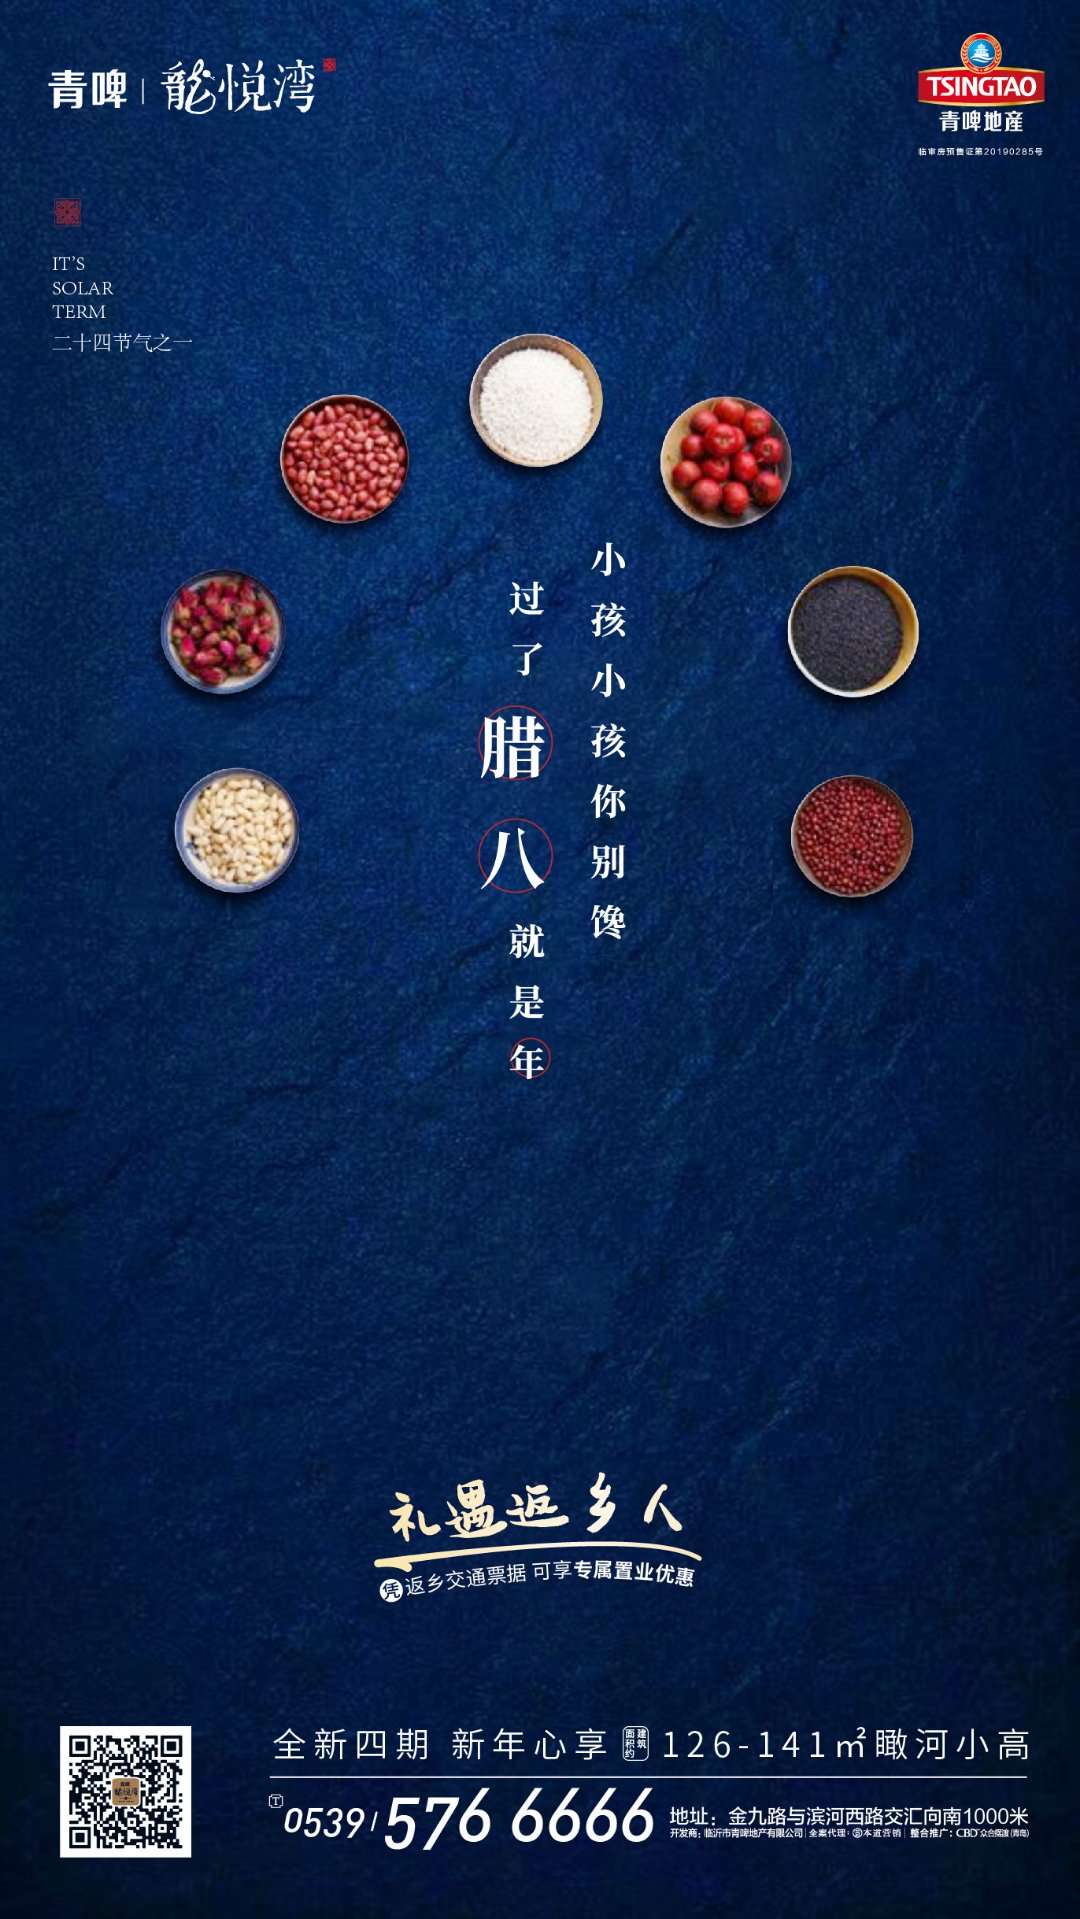 青啤 龍悦湾
TSINGTAO
青啤地産
临审房预售证第20190285号
IT'S
SOLAR
TERM
二十四节气之一
小孩小孩你别馋
过了腊八就是年
礼遇返乡人
凭返乡交通票据 可享专属置业优惠
全新四期 新年心享 建筑面积约 126-141㎡瞰河小高
T 0539/576 6666
地址：金九路与滨河西路交汇向南1000米
开发商：临沂市青啤地产有限公司 | 全案代理：本道营销 | 整合推广：CBD